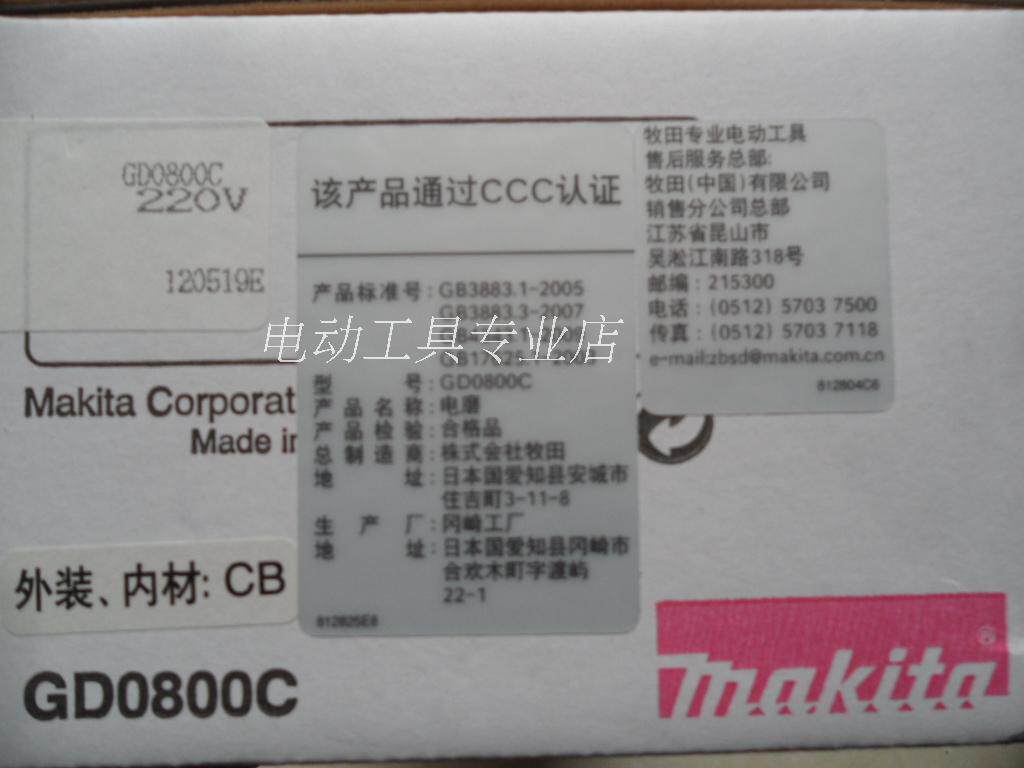 GD0800C
220V
120519E
该产品通过CCC认证
产品标准号:GB3883.1-2005
GB3883.3-2007
型 号:GD0800C
产品名称:电磨
产品检验:合格品
总制造商:株式会社牧田
地 址:日本国爱知县安城市
住吉町3-11-8
生 产 厂:冈崎工厂
地 址:日本国爱知县冈崎市
合欢木町字渡屿
22-1
812825E8
牧田专业电动工具
售后服务总部:
牧田(中国)有限公司
销售分公司总部
江苏省昆山市
吴淞江南路318号
邮编:215300
电话:(0512) 5703 7500
传真:(0512) 5703 7118
e-mail:zbsd@makita.com.cn
812804C6
电动工具专业店
Makita Corporat
Made in
外装、内材: CB
GD0800C
makita®